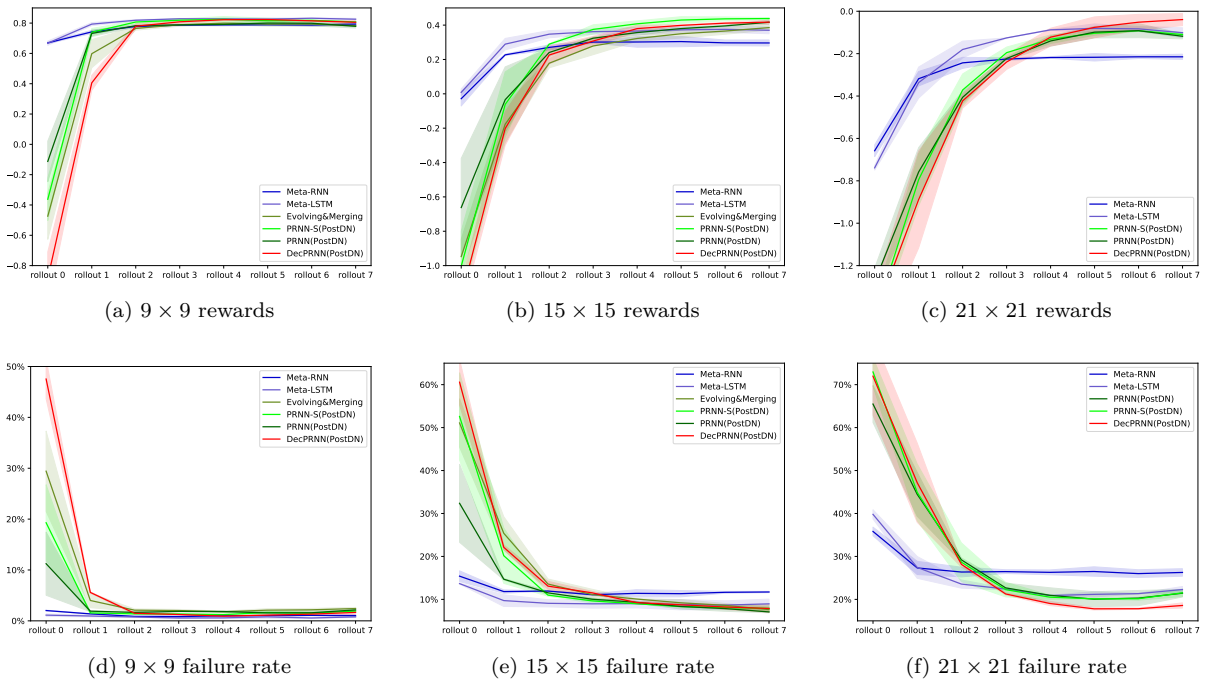 0.8
0.6
0.4
0.2
0.0
−0.2
−0.4
−0.6
−0.8
rollout 0 rollout 1 rollout 2 rollout 3 rollout 4 rollout 5 rollout 6 rollout 7
Meta-RNN
Meta-LSTM
Evolving&Merging
PRNN-S(PostDN)
PRNN(PostDN)
DecPRNN(PostDN)
(a) 9 × 9 rewards
0.4
0.2
0.0
−0.2
−0.4
−0.6
−0.8
−1.0
rollout 0 rollout 1 rollout 2 rollout 3 rollout 4 rollout 5 rollout 6 rollout 7
Meta-RNN
Meta-LSTM
Evolving&Merging
PRNN-S(PostDN)
PRNN(PostDN)
DecPRNN(PostDN)
(b) 15 × 15 rewards
0.0
−0.2
−0.4
−0.6
−0.8
−1.0
−1.2
rollout 0 rollout 1 rollout 2 rollout 3 rollout 4 rollout 5 rollout 6 rollout 7
Meta-RNN
Meta-LSTM
PRNN-S(PostDN)
PRNN(PostDN)
DecPRNN(PostDN)
(c) 21 × 21 rewards
50%
40%
30%
20%
10%
0%
rollout 0 rollout 1 rollout 2 rollout 3 rollout 4 rollout 5 rollout 6 rollout 7
Meta-RNN
Meta-LSTM
Evolving&Merging
PRNN-S(PostDN)
PRNN(PostDN)
DecPRNN(PostDN)
(d) 9 × 9 failure rate
60%
50%
40%
30%
20%
10%
rollout 0 rollout 1 rollout 2 rollout 3 rollout 4 rollout 5 rollout 6 rollout 7
Meta-RNN
Meta-LSTM
Evolving&Merging
PRNN-S(PostDN)
PRNN(PostDN)
DecPRNN(PostDN)
(e) 15 × 15 failure rate
70%
60%
50%
40%
30%
20%
rollout 0 rollout 1 rollout 2 rollout 3 rollout 4 rollout 5 rollout 6 rollout 7
Meta-RNN
Meta-LSTM
PRNN(PostDN)
PRNN-S(PostDN)
DecPRNN(PostDN)
(f) 21 × 21 failure rate